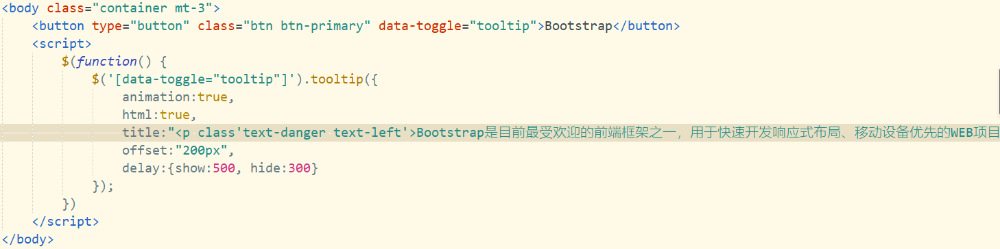 <body class="container mt-3">
<button type="button" class="btn btn-primary" data-toggle="tooltip">Bootstrap</button>
<script>
$(function() {
$('[data-toggle="tooltip"]').tooltip({
animation:true,
html:true,
title:"<p class'text-danger text-left'>Bootstrap是目前最受欢迎的前端框架之一，用于快速开发响应式布局、移动设备优先的WEB项目
offset:"200px",
delay:{show:500, hide:300}
});
})
</script>
</body>